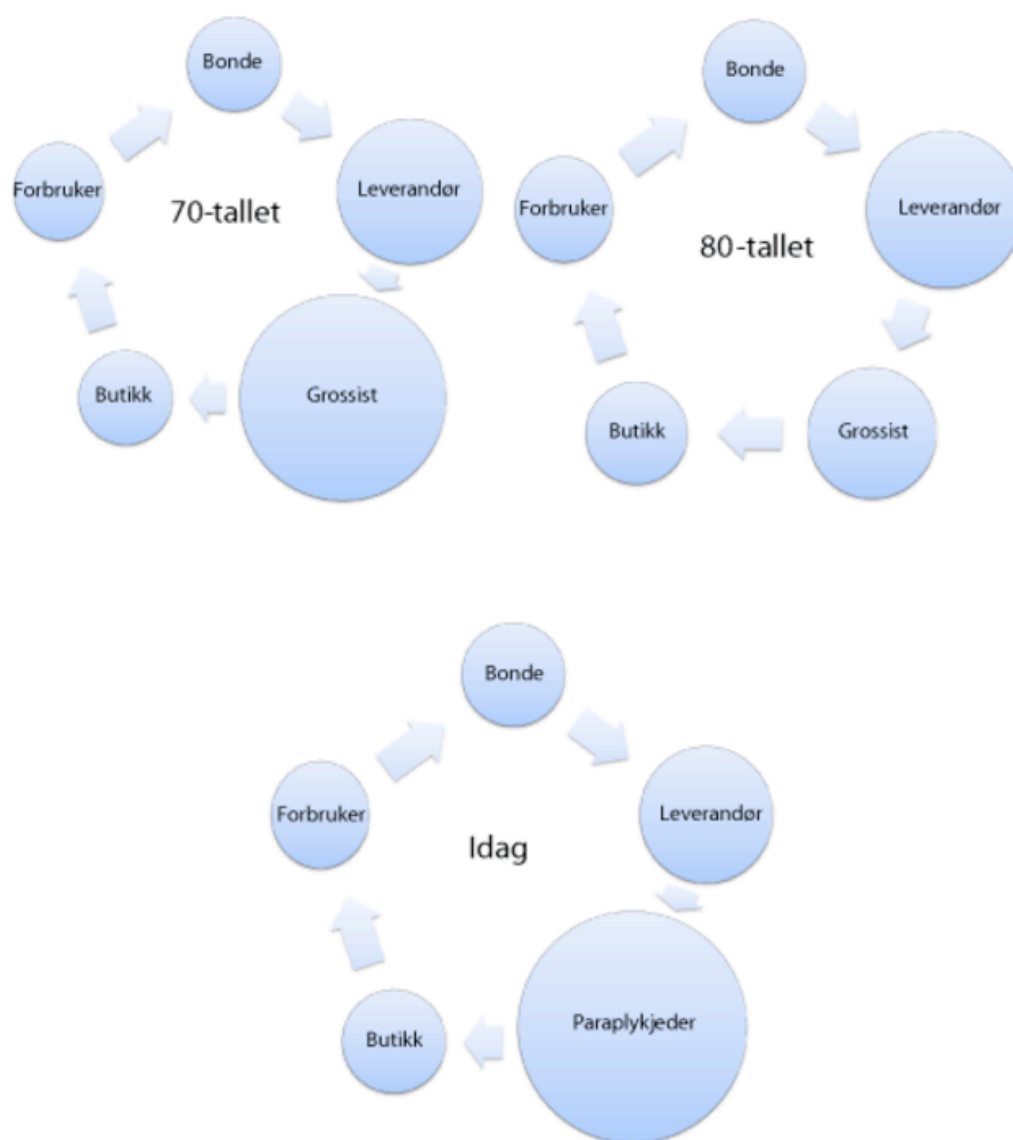 Bonde
Leverandør
Grossist
Butikk
Forbruker
70-tallet
Bonde
Leverandør
Grossist
Butikk
Forbruker
80-tallet
Bonde
Leverandør
Paraplykjeder
Butikk
Forbruker
Idag